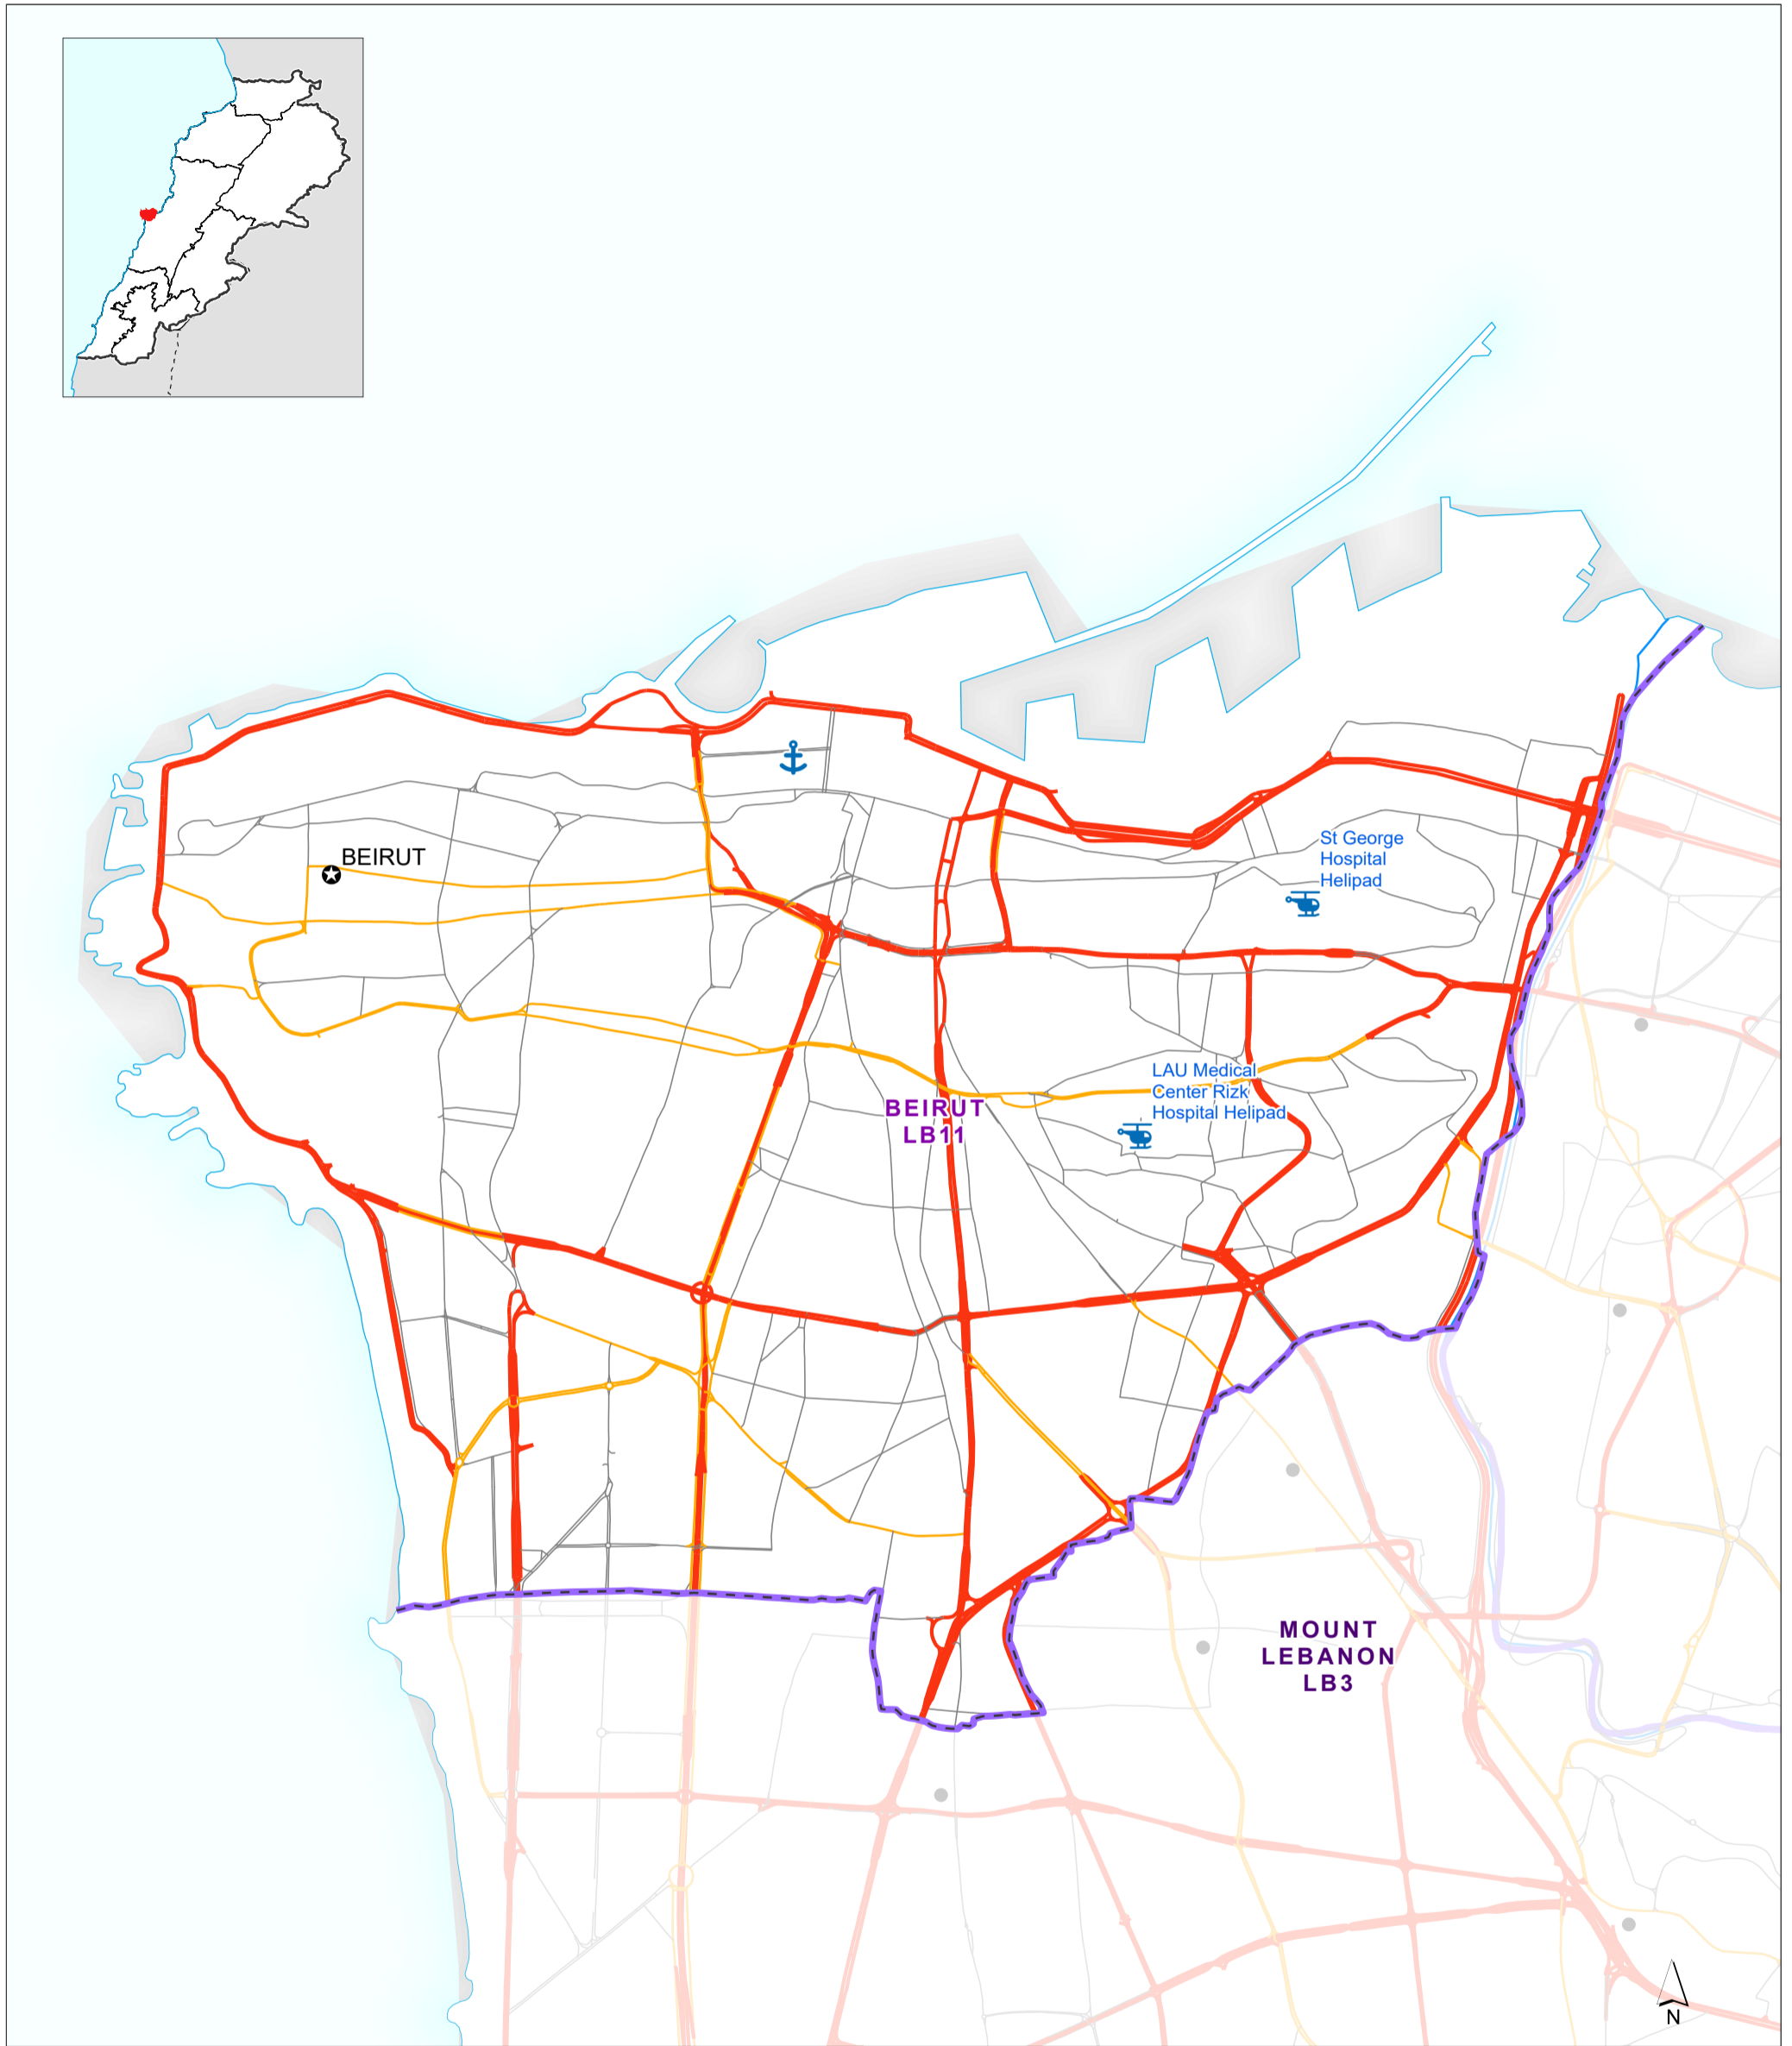 St George
Hospital
Helipad
BEIRUT
LAU Medical
Center Rizk
Hospital Helipad
BEIRUT
LB11
MOUNT
LEBANON
LB3
N